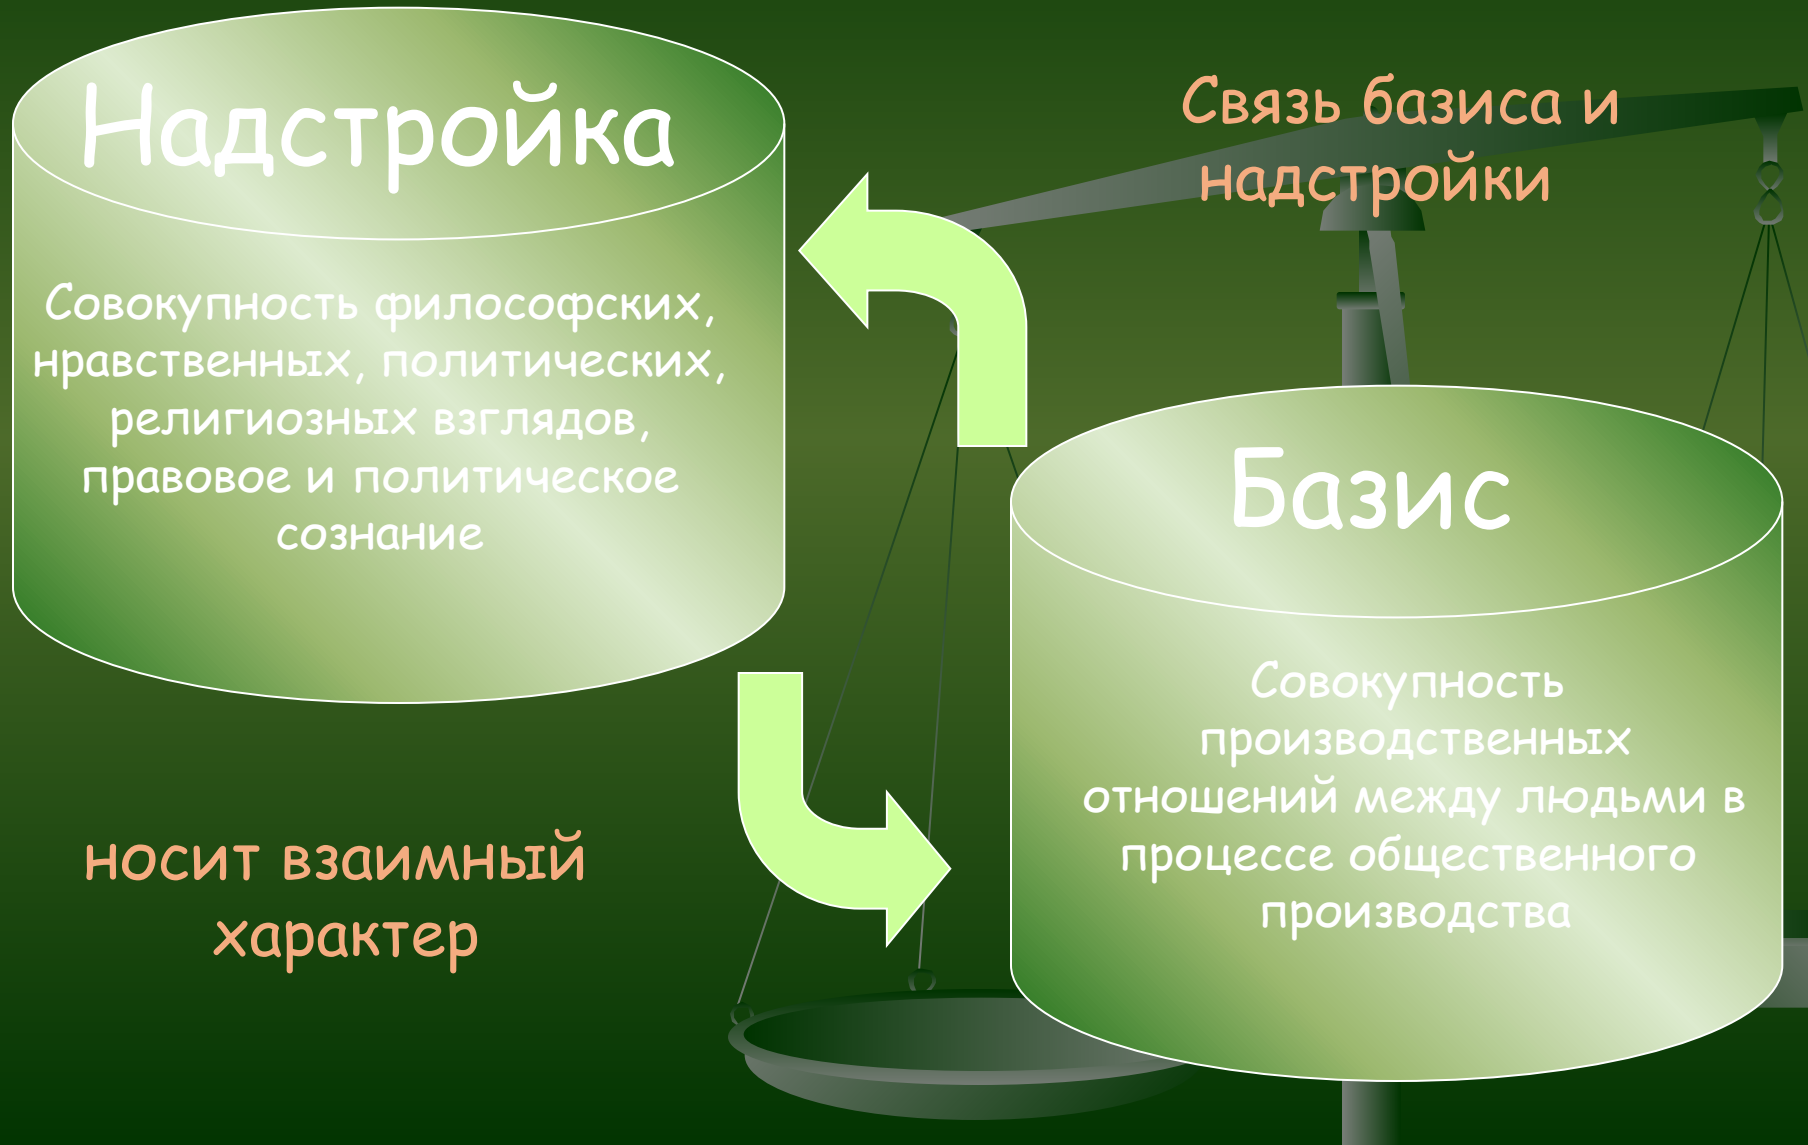 Надстройка
Совокупность философских,
нравственных, политических,
религиозных взглядов,
правовое и политическое
сознание
Связь базиса и
надстройки
Базис
Совокупность
производственных
отношений между людьми в
процессе общественного
производства
носит взаимный
характер